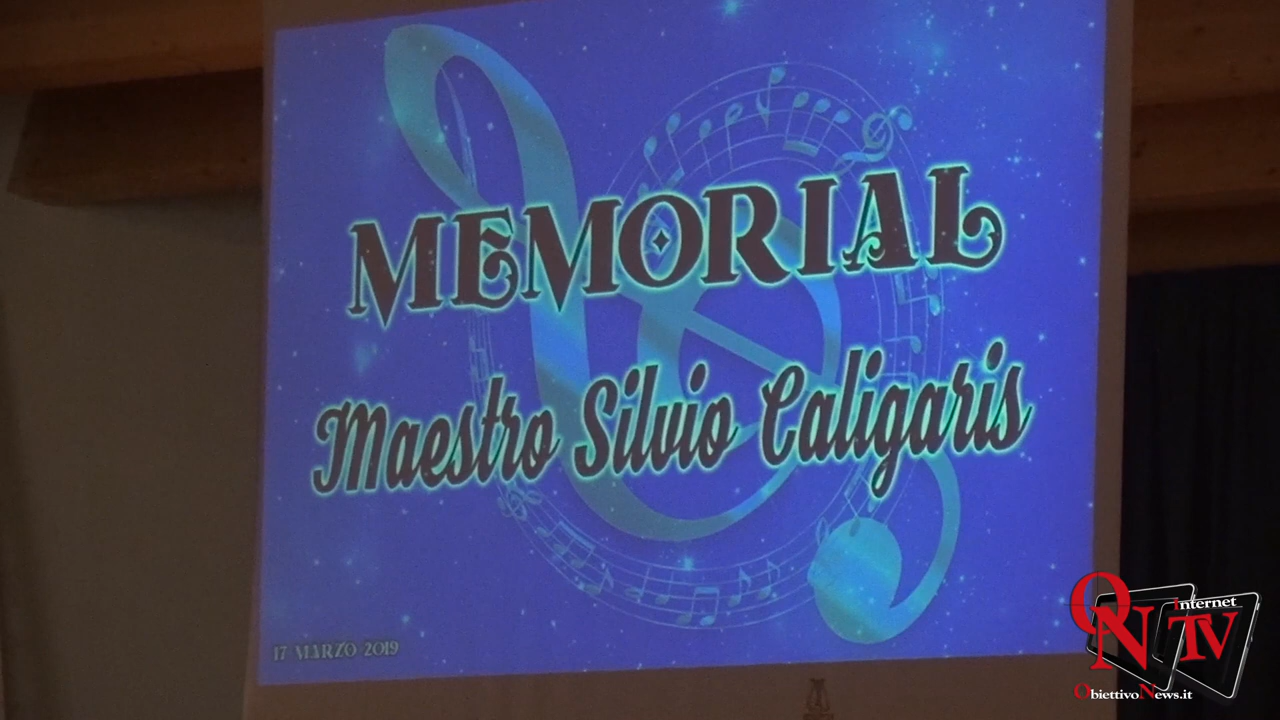 MEMORIAL
Maestro Silvio Caligaris
17 MARZO 2019
ON Internet TV
ObiettivoNews.it